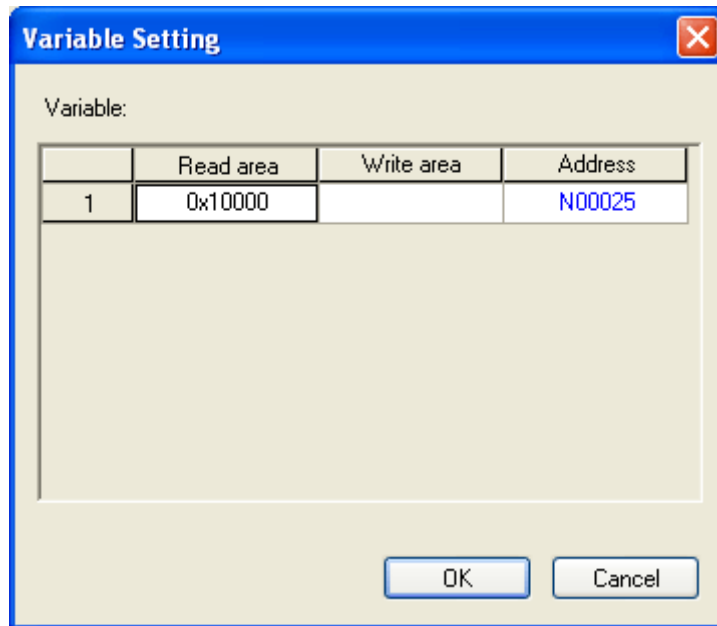 Variable Setting
Variable:
Read area Write area Address
1 0x10000 N00025
OK Cancel